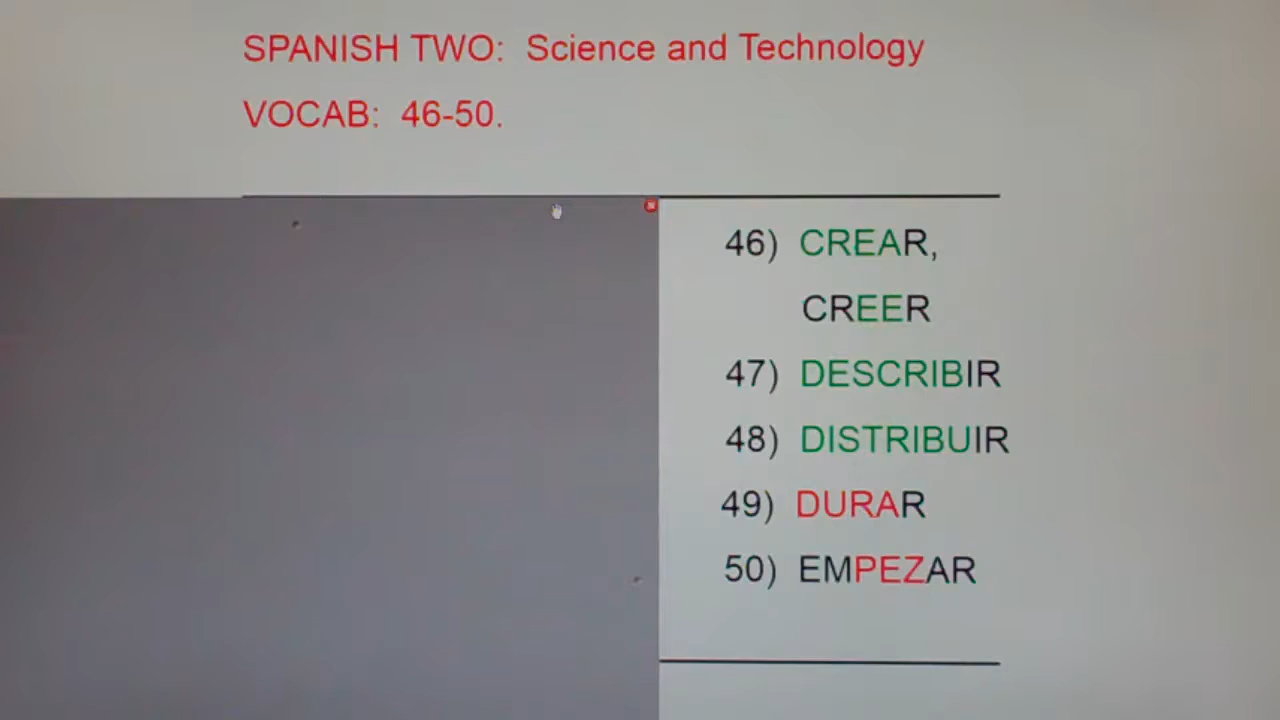 SPANISH TWO: Science and Technology
VOCAB: 46-50.
46) CREAR,
CREER
47) DESCRIBIR
48) DISTRIBUIR
49) DURAR
50) EMPEZAR